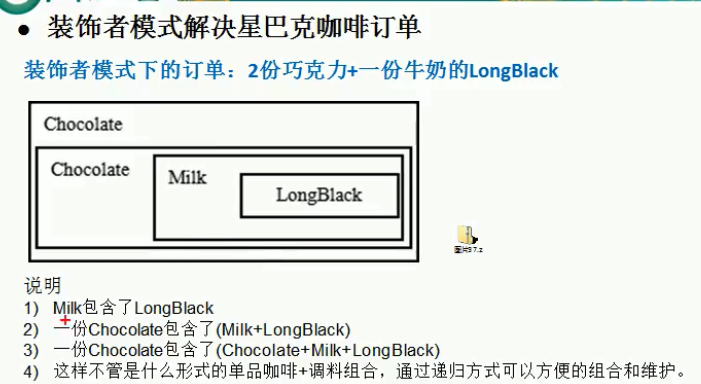 ● 装饰者模式解决星巴克咖啡订单
装饰者模式下的订单：2份巧克力+一份牛奶的LongBlack
Chocolate
Chocolate
Milk
LongBlack
说明
1) Milk包含了LongBlack
2) 一份Chocolate包含了(Milk+LongBlack)
3) 一份Chocolate包含了(Chocolate+Milk+LongBlack)
4) 这样不管是什么形式的单品咖啡+调料组合，通过递归方式可以方便的组合和维护。